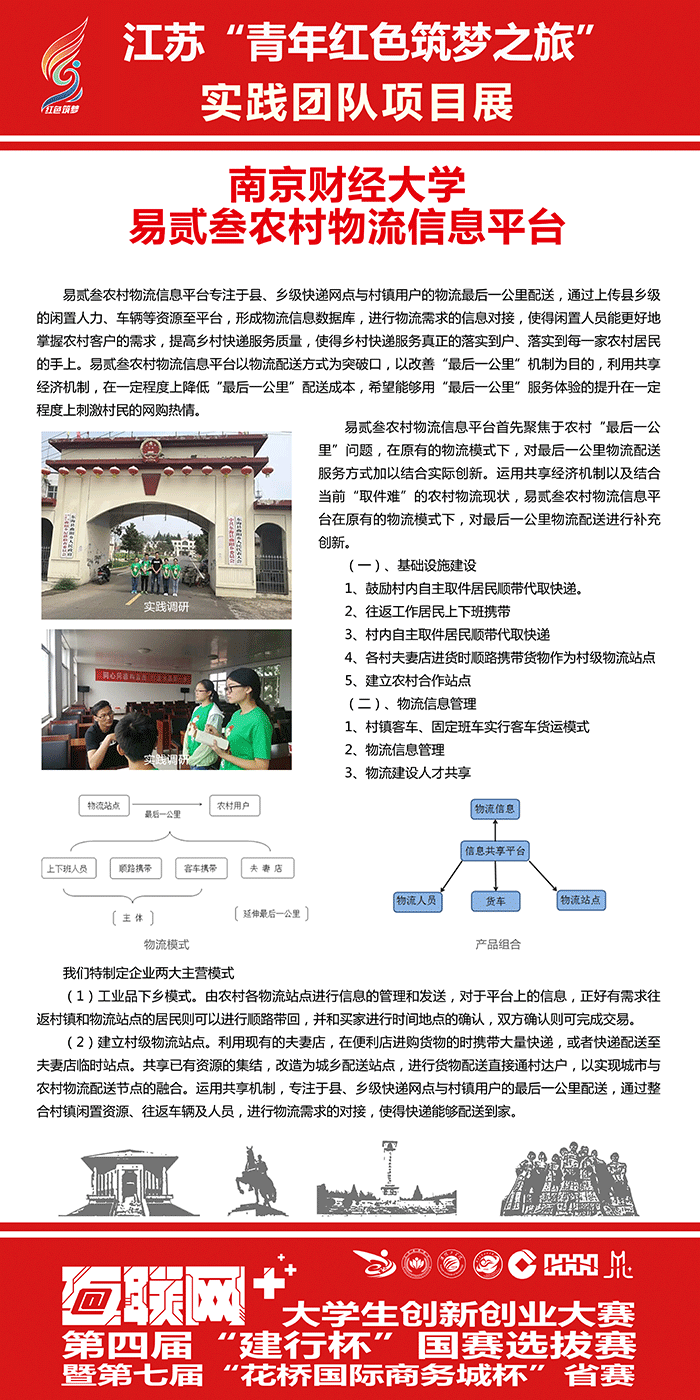 江苏“青年红色筑梦之旅”
实践团队项目展
红色筑梦
南京财经大学
易贰叁农村物流信息平台
易贰叁农村物流信息平台专注于县、乡级快递网点与村镇用户的物流最后一公里配送，通过上传县乡级
的闲置人力、车辆等资源至平台，形成物流信息数据库，进行物流需求的信息对接，使得闲置人员能更好地
掌握农村客户的需求，提高乡村快递服务质量，使得乡村快递服务真正的落实到户、落实到每一家农村居民
的手上。易贰叁农村物流信息平台以物流配送方式为突破口，以改善“最后一公里”机制为目的，利用共享
经济机制，在一定程度上降低“最后一公里”配送成本，希望能够用“最后一公里”服务体验的提升在一定
程度上刺激村民的网购热情。
易贰叁农村物流信息平台首先聚焦于农村“最后一公
里”问题，在原有的物流模式下，对最后一公里物流配送
服务方式加以结合实际创新。运用共享经济机制以及结合
当前“取件难”的农村物流现状，易贰叁农村物流信息平
台在原有的物流模式下，对最后一公里物流配送进行补充
创新。
（一）、基础设施建设
1、鼓励村内自主取件居民顺带代取快递。
2、往返工作居民上下班携带
3、村内自主取件居民顺带代取快递
4、各村夫妻店进货时顺路携带货物作为村级物流站点
5、建立农村合作站点
（二）、物流信息管理
1、村镇客车、固定班车实行客车货运模式
2、物流信息管理
3、物流建设人才共享
实践调研
实践调研
物流站点
最后一公里
农村用户
上下班人员
顺路携带
客车携带
夫妻店
主体
延伸最后一公里
物流模式
物流信息
信息共享平台
物流人员
货车
物流站点
产品组合
我们特制定企业两大主营模式
（1）工业品下乡模式。由农村各物流站点进行信息的管理和发送，对于平台上的信息，正好有需求往
返村镇和物流站点的居民则可以进行顺路带回，并和买家进行时间地点的确认，双方确认则可完成交易。
（2）建立村级物流站点。利用现有的夫妻店，在便利店进购货物的时携带大量快递，或者快递配送至
夫妻店临时站点。共享已有资源的集结，改造为城乡配送站点，进行货物配送直接通村达户，以实现城市与
农村物流配送节点的融合。运用共享机制，专注于县、乡级快递网点与村镇用户的最后一公里配送，通过整
合村镇闲置资源、往返车辆及人员，进行物流需求的对接，使得快递能够配送到家。
互联网+
大学生创新创业大赛
第四届“建行杯”国赛选拔赛
暨第七届“花桥国际商务城杯”省赛